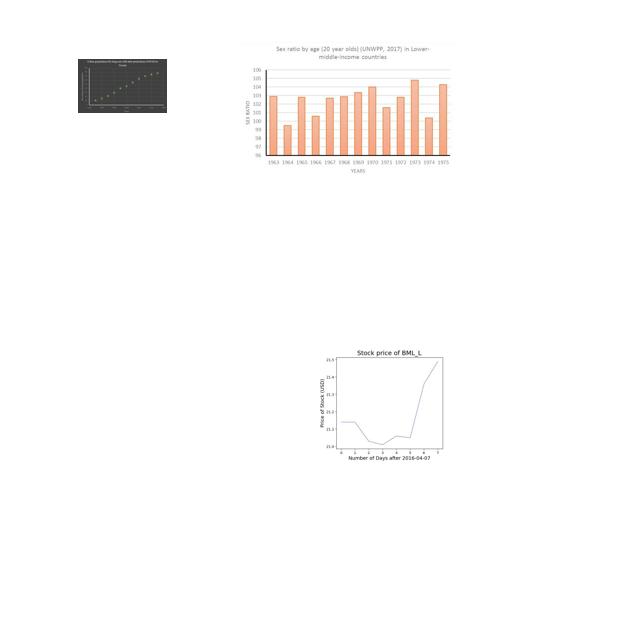 Sex ratio by age (20 year olds) (UNWPP, 2017) in Lower-
middle-income countries
106
105
104
103
102
101
100
99
98
97
96
SEX RATIO
1963 1964 1965 1966 1967 1968 1969 1970 1971 1972 1973 1974 1975
YEARS
Stock price of BML_L
21.5
21.4
21.3
21.2
21.1
21.0
Price of Stock (USD)
0 1 2 3 4 5 6 7
Number of Days after 2016-04-07